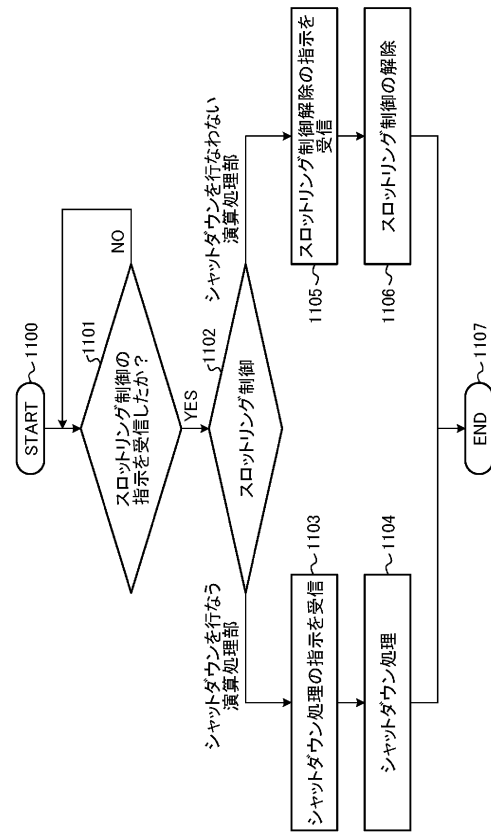 START
1100
1101
スロットリング制御の
指示を受信したか？
NO
YES
1102
スロットリング制御
シャットダウンを行なう
演算処理部
シャットダウンを行なわない
演算処理部
シャットダウン処理の指示を受信
1103
シャットダウン処理
1104
スロットリング制御解除の指示を
受信
1105
スロットリング制御の解除
1106
END
1107